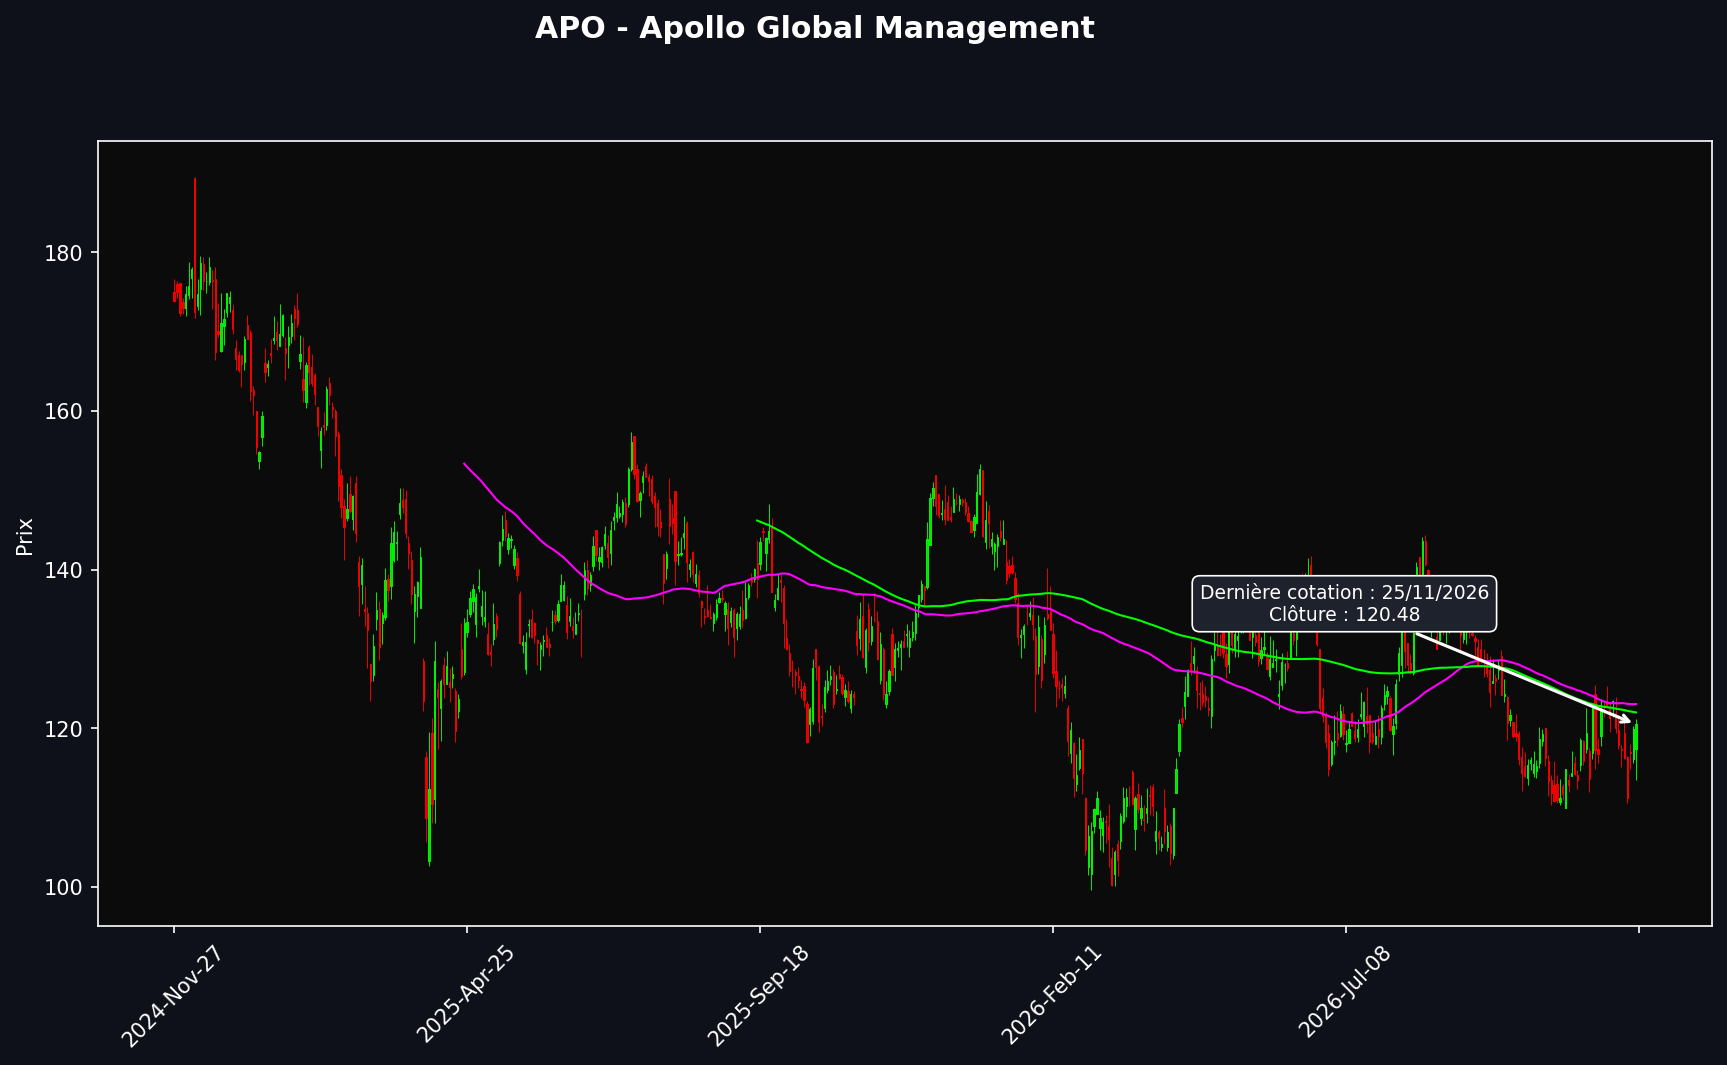 APO - Apollo Global Management
Prix
180
160
140
120
100
Dernière cotation : 25/11/2026
Clôture : 120.48
2024-Nov-27
2025-Apr-25
2025-Sep-18
2026-Feb-11
2026-Jul-08